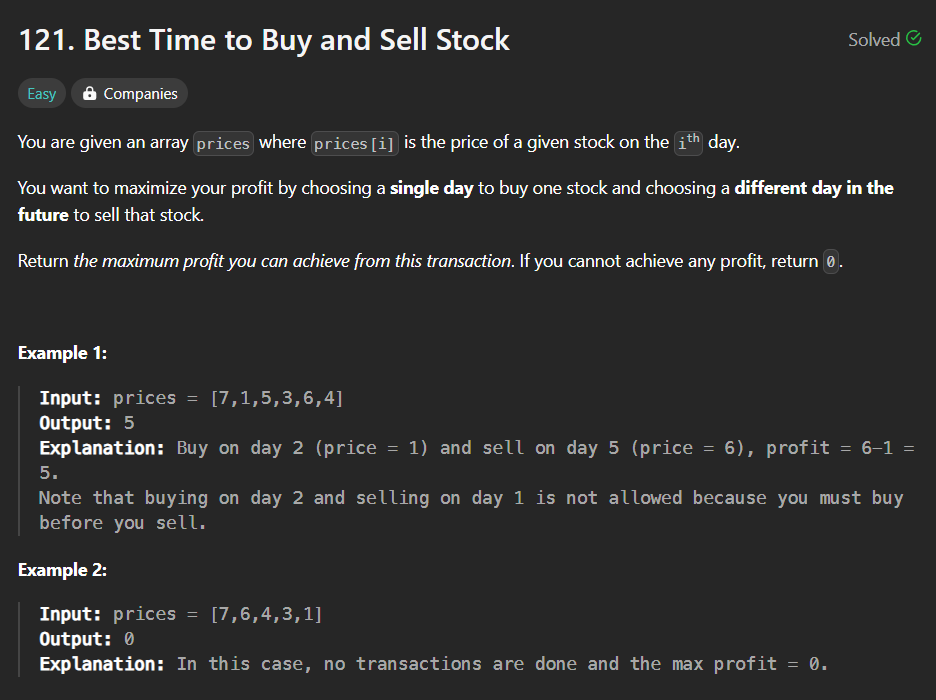 121. Best Time to Buy and Sell Stock
Solved
Easy
Companies
You are given an array prices where prices[i] is the price of a given stock on the ith day.
You want to maximize your profit by choosing a single day to buy one stock and choosing a different day in the
future to sell that stock.
Return the maximum profit you can achieve from this transaction. If you cannot achieve any profit, return 0.
Example 1:
Input: prices = [7,1,5,3,6,4]
Output: 5
Explanation: Buy on day 2 (price = 1) and sell on day 5 (price = 6), profit = 6-1 =
5.
Note that buying on day 2 and selling on day 1 is not allowed because you must buy
before you sell.
Example 2:
Input: prices = [7,6,4,3,1]
Output: 0
Explanation: In this case, no transactions are done and the max profit = 0.